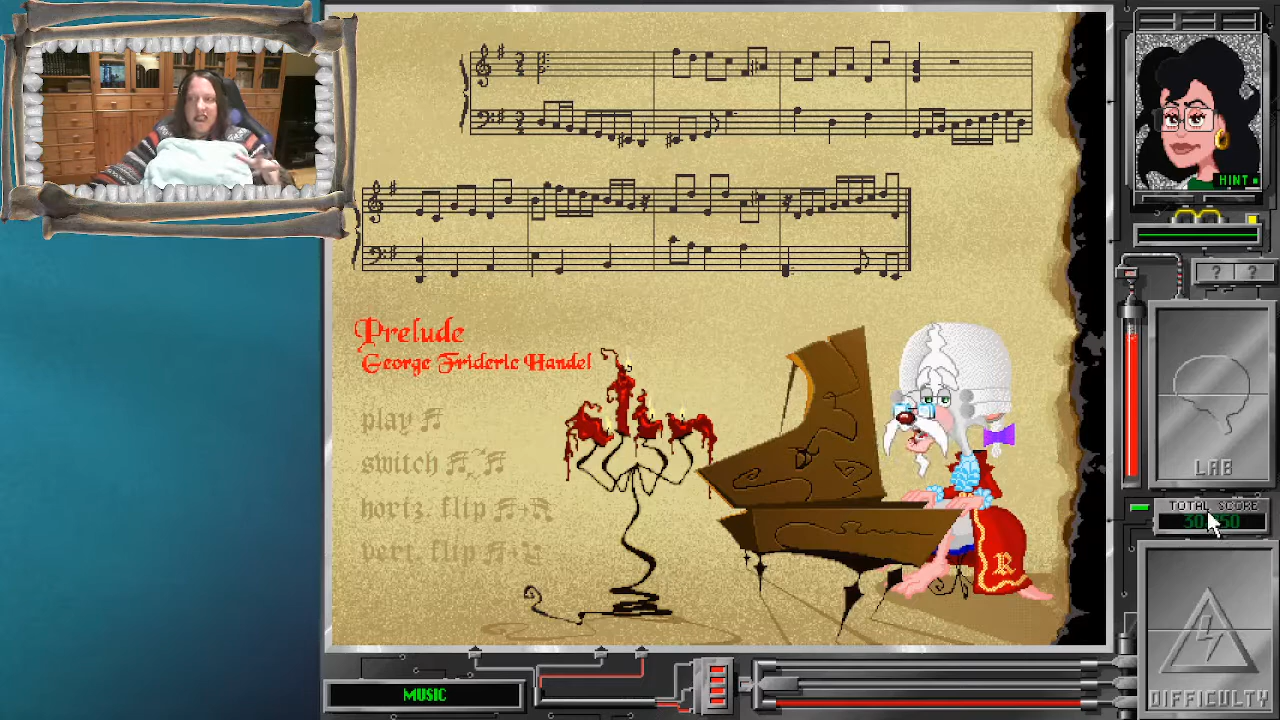 HINT
Prelude
George Frideric Handel
play
switch
horiz. flip
vert. flip
? ?
LAB
TOTAL SCORE
R
MUSIC
DIFFICULTY